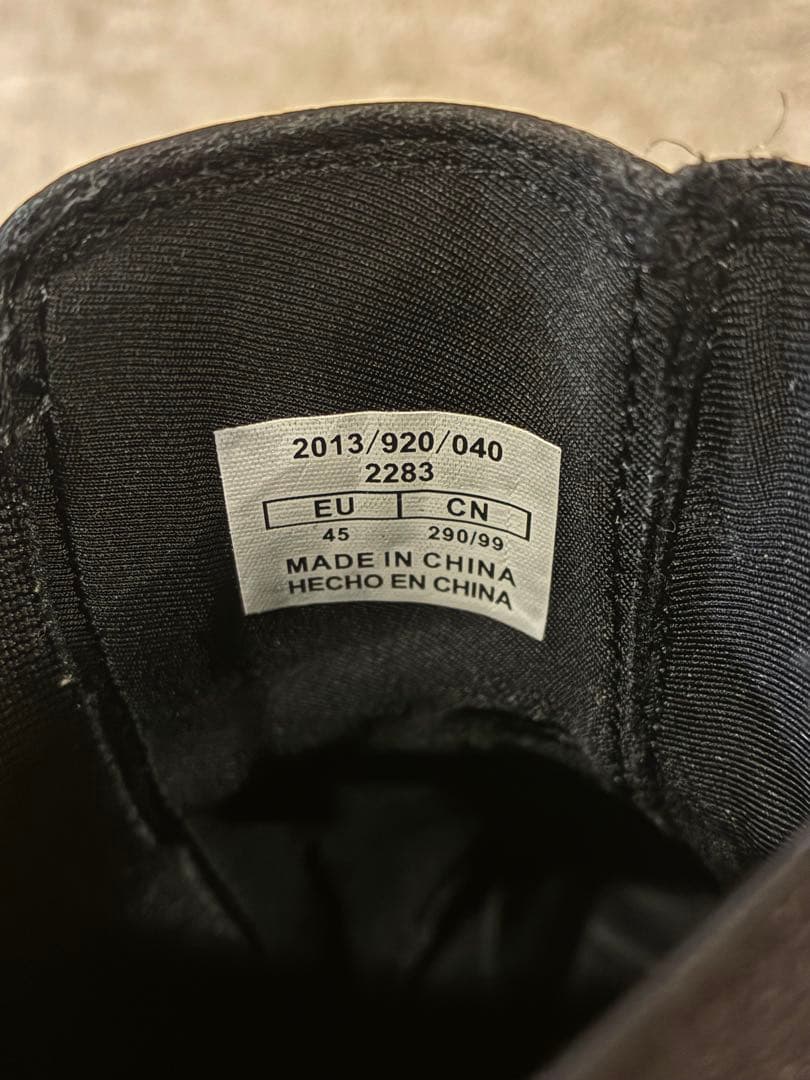 2013/920/040
2283
EU CN
45 290/99
MADE IN CHINA
HECHO EN CHINA